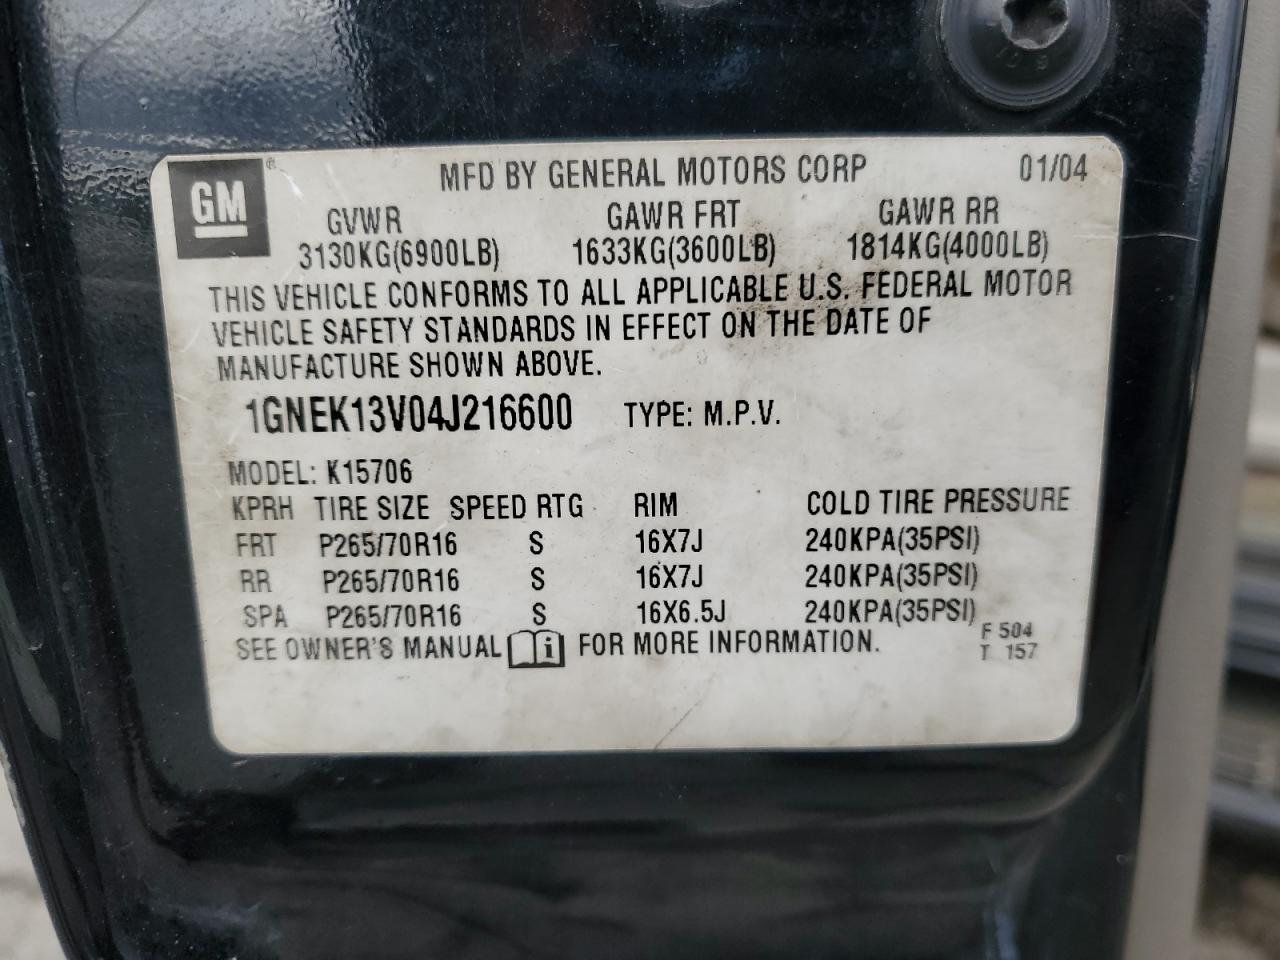 GM ® MFD BY GENERAL MOTORS CORP 01/04
GVWR GAWR FRT GAWR RR
3130KG(6900LB) 1633KG(3600LB) 1814KG(4000LB)
THIS VEHICLE CONFORMS TO ALL APPLICABLE U.S. FEDERAL MOTOR
VEHICLE SAFETY STANDARDS IN EFFECT ON THE DATE OF
MANUFACTURE SHOWN ABOVE.
1GNEK13V04J216600 TYPE: M.P.V.
MODEL: K15706
KPRH TIRE SIZE SPEED RTG RIM COLD TIRE PRESSURE
FRT P265/70R16 S 16X7J 240KPA(35PSI)
RR P265/70R16 S 16X7J 240KPA(35PSI)
SPA P265/70R16 S 16X6.5J 240KPA(35PSI)
SEE OWNER'S MANUAL i FOR MORE INFORMATION.
F 504
T 157